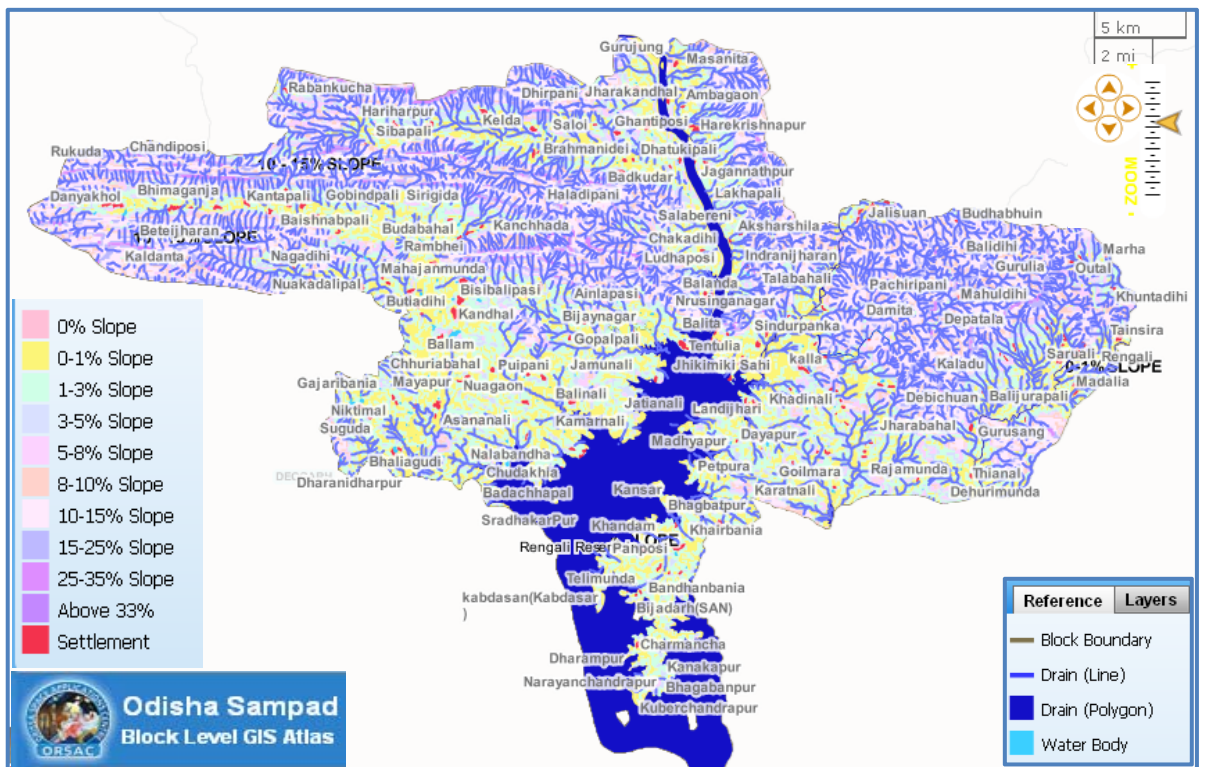 5 km
2 mi
ZOOM
Gurujung
Masanita
Rabankucha
Dhirpani
Jharakandhal
Ambagaon
Hariharpur
Kelda
Saloi
Ghantiposi
Harekrishnapur
Sibapali
Rukuda
Chandiposi
Brahmanidei
Dhatukipali
10 - 15% SLOPE
Badkudar
Jagannathpur
Danyakhol
Bhimaganja
Kantapali
Gobindpali
Sirigida
Haladipani
Lakhapali
Baishnabpali
Salabereni
Jalisuan
Budhabhuin
Beteijharan
SLOPE
Budabahal
Kanchhada
Chakadihi
Aksharshila
Kaldanta
Nagadihi
Rambhei
Ludhaposi
Indranijharan
Balidihi
Marha
Mahajanmunda
Gurulia
Outal
Nuakadalipal
Bisibalipasi
Ainlapasi
Balanda
Talabahali
Pachiripani
Mahuldihi
Khuntadihi
Butiadihi
Kandhal
Bijaynagar
Nrusinganagar
Damita
Depatala
Balita
Sindurpanka
Tainsira
Ballam
Gopalpali
Tentulia
Saruali
Rengali
Chhuriabahal
Puipani
Jamunali
Jhikimiki Sahi
kalla
Kaladu
0-1% SLOPE
Gajaribania
Mayapur
Nuagaon
Madalia
Balinali
Jatianali
Landijhari
Khadinali
Debichuan
Balijurapali
Niktimal
Asananali
Kamarnali
Suguda
Madhyapur
Dayapur
Jharabahal
Gurusang
Nalabandha
Bhaliagudi
Petpura
Goilmara
Rajamunda
Thianal
Chudakhia
Dharanidharpur
Badachhapal
Kansar
Karatnali
Dehurimunda
Bhagbatpur
SradhakarPur
Khandam
Khairbania
Rengali Reser
Pahposi
SLOPE
Telimunda
Bandhanbania
kabdasan(Kabdasar
)
Bijadarh(SAN)
Charmancha
Dharampur
Kanakapur
Narayanchandrapur
Bhagabanpur
Kuberchandrapur
0% Slope
0-1% Slope
1-3% Slope
3-5% Slope
5-8% Slope
8-10% Slope
10-15% Slope
15-25% Slope
25-35% Slope
Above 33%
Settlement
Odisha Sampad
Block Level GIS Atlas
ORSAC
Reference Layers
Block Boundary
Drain (Line)
Drain (Polygon)
Water Body